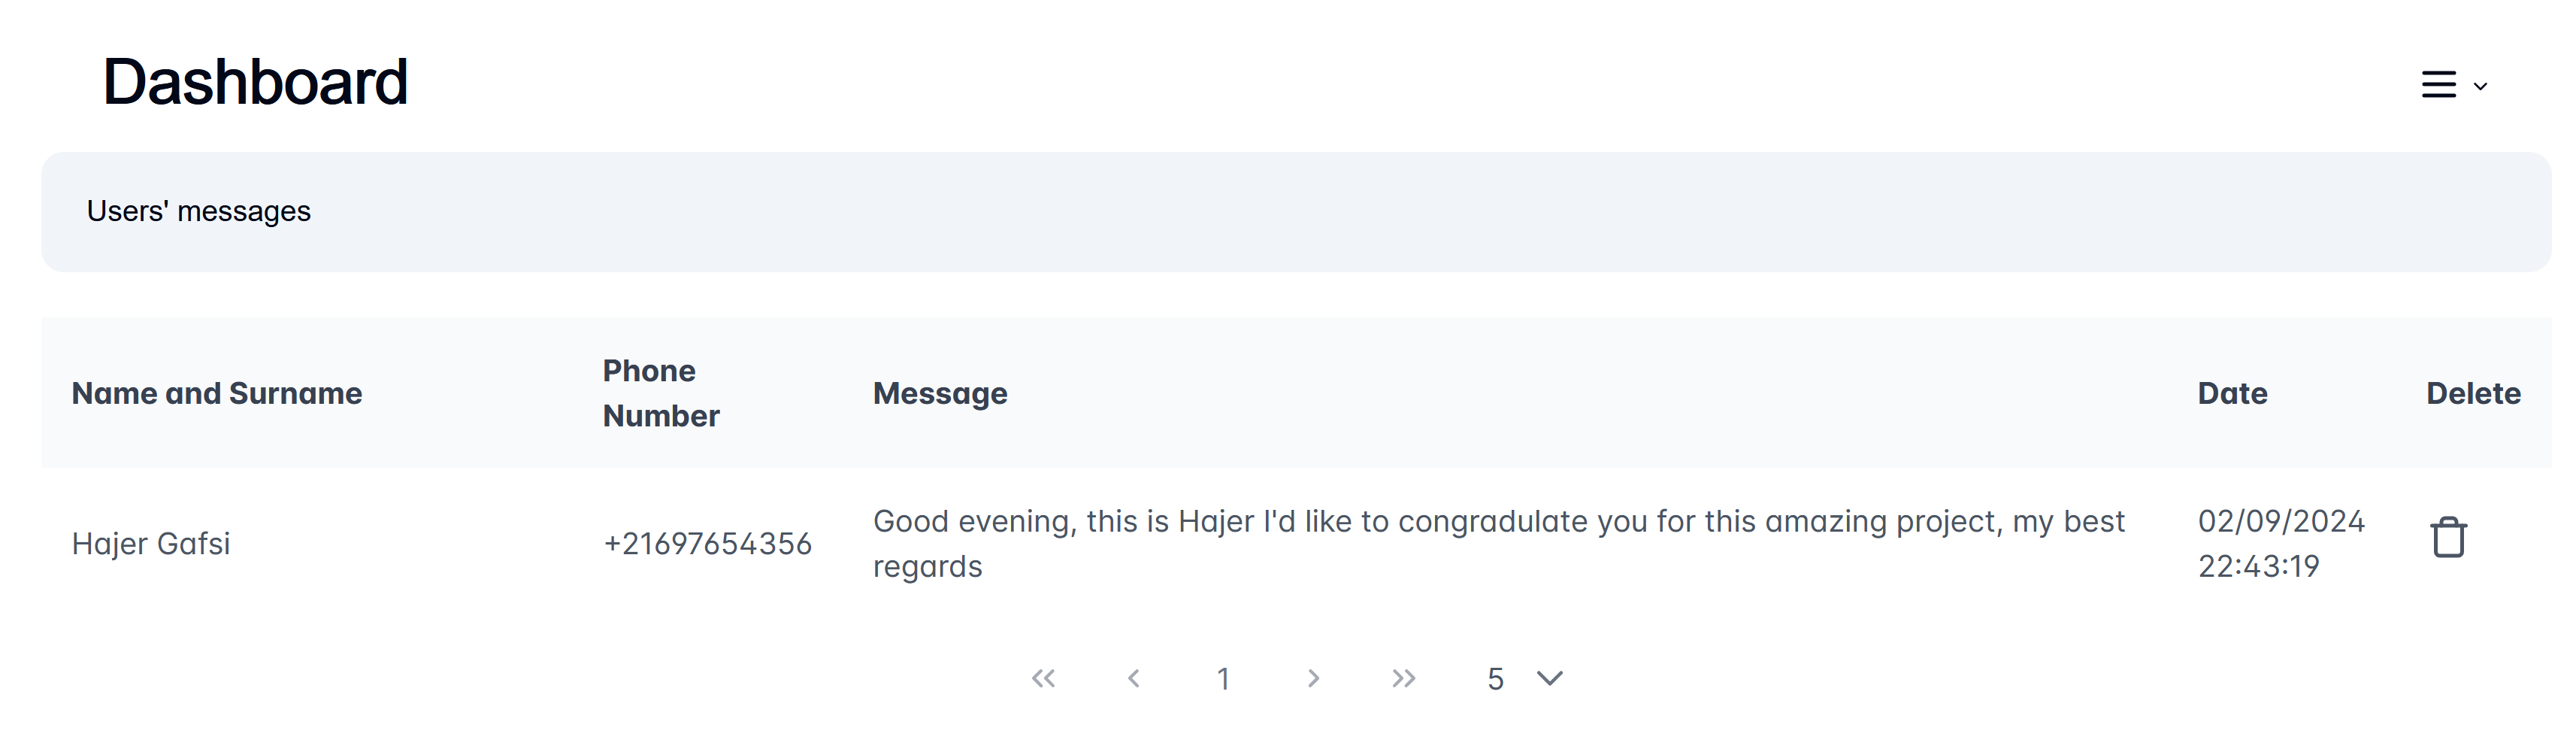 Dashboard
Users' messages
Name and Surname
Phone
Number
Message
Date
Delete
Hajer Gafsi
+21697654356
Good evening, this is Hajer I'd like to congradulate you for this amazing project, my best
regards
02/09/2024
22:43:19
1
5